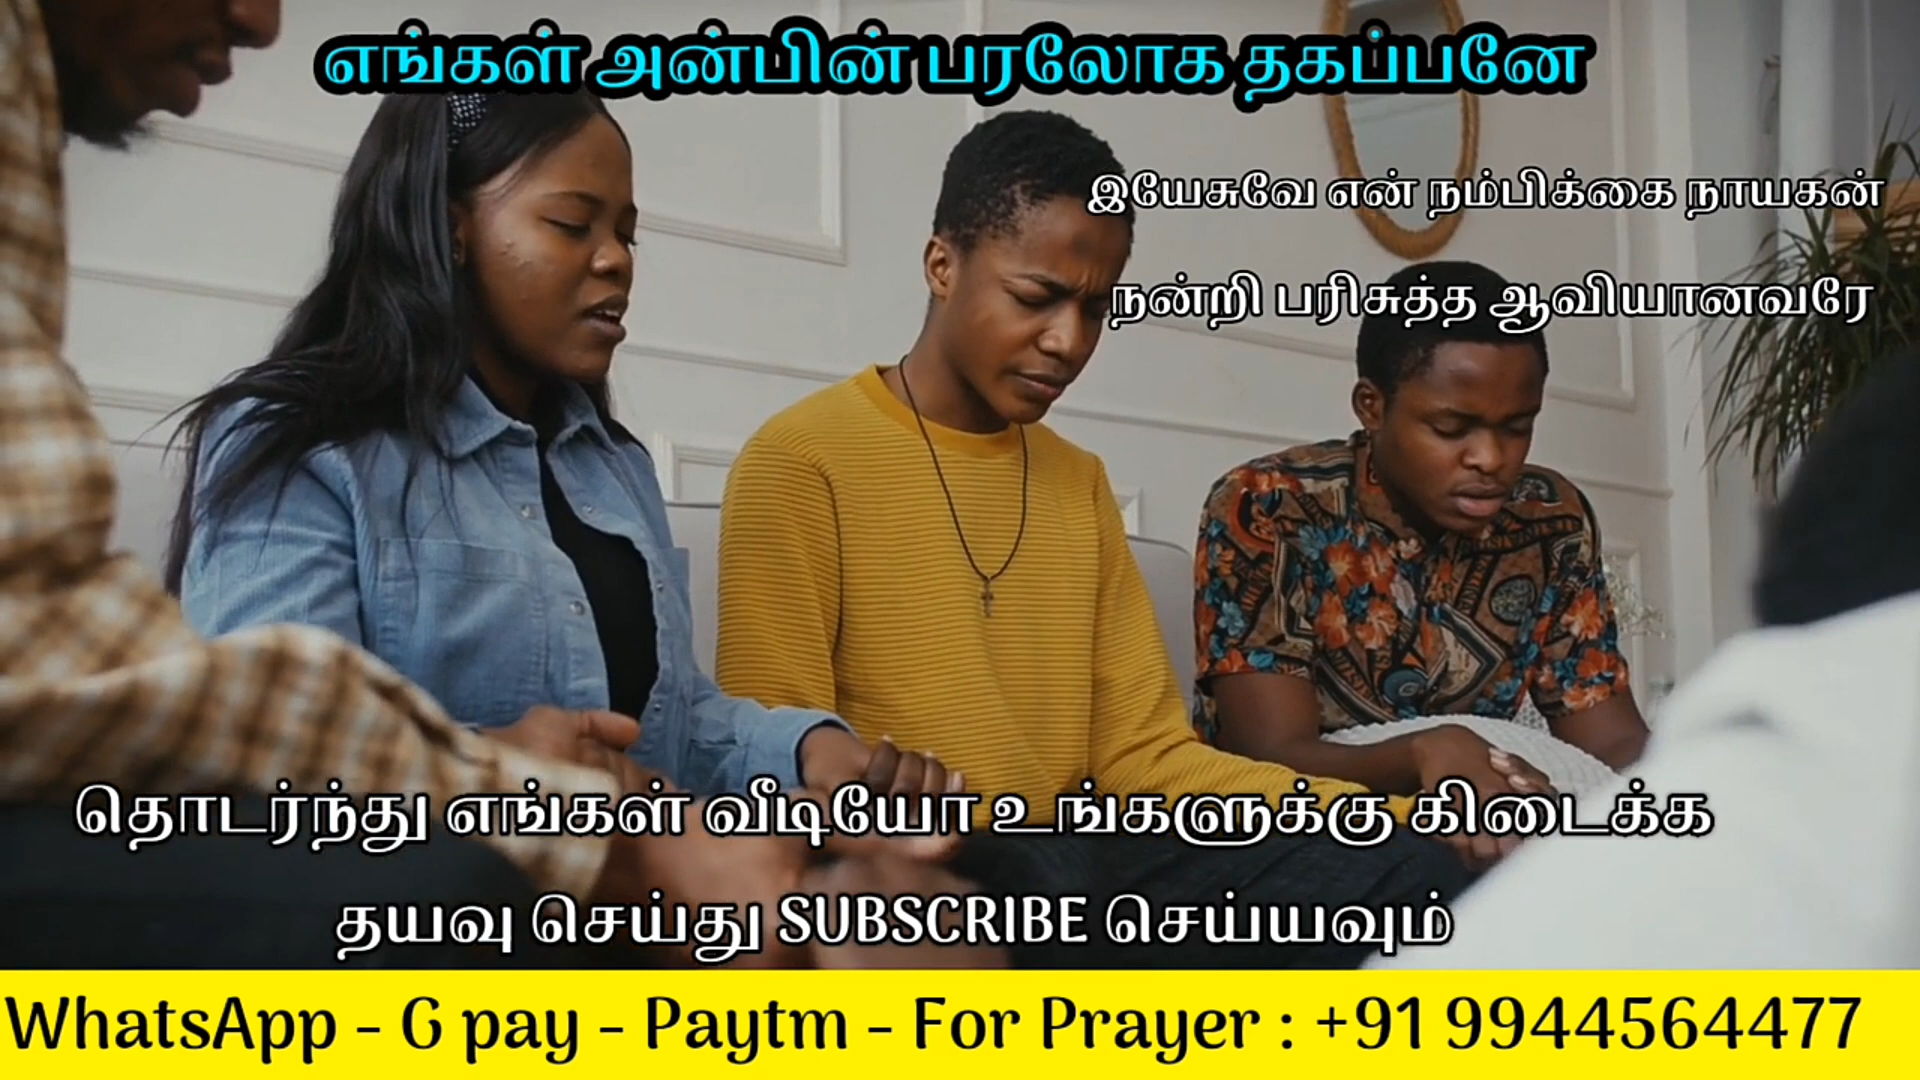 எங்கள் அன்பின் பரலோக தகப்பனே
இயேசுவே என் நம்பிக்கை நாயகன்
நன்றி பரிசுத்த ஆவியானவரே
தொடர்ந்து எங்கள் வீடியோ உங்களுக்கு கிடைக்க
தயவு செய்து SUBSCRIBE செய்யவும்
WhatsApp - G pay - Paytm - For Prayer : +91 9944564477